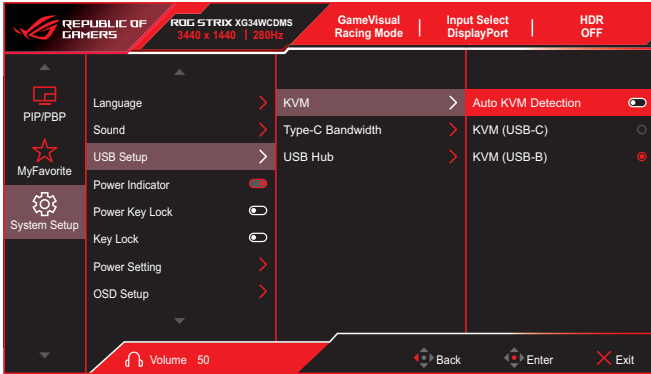 REPUBLIC OF
GAMERS
ROG STRIX XG34WCDMS
3440 x 1440 | 280Hz
GameVisual
Racing Mode
Input Select
DisplayPort
HDR
OFF
PIP/PBP
MyFavorite
System Setup
Language
Sound
USB Setup
Power Indicator
Power Key Lock
Key Lock
Power Setting
OSD Setup
KVM
Type-C Bandwidth
USB Hub
Auto KVM Detection
KVM (USB-C)
KVM (USB-B)
Volume 50
Back
Enter
Exit